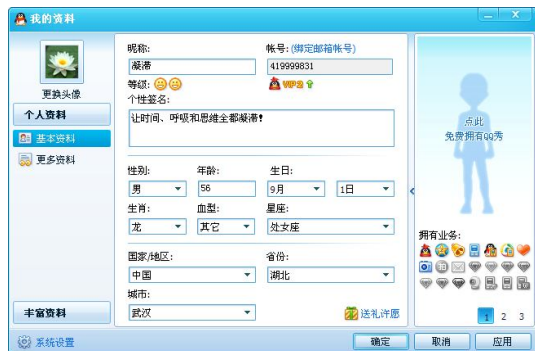 我的资料
更换头像
个人资料
基本资料
更多资料
丰富资料
系统设置
昵称:
凝滞
帐号: (绑定邮箱帐号)
419999831
等级:
VIP2
个性签名:
让时间、呼吸和思维全都凝滞!
性别: 年龄: 生日:
男 56 9月 1日
生肖: 血型: 星座:
龙 其它 处女座
国家/地区: 省份:
中国 湖北
城市:
武汉
送礼许愿
点此
免费拥有QQ秀
拥有业务:
1 2 3
确定 取消 应用